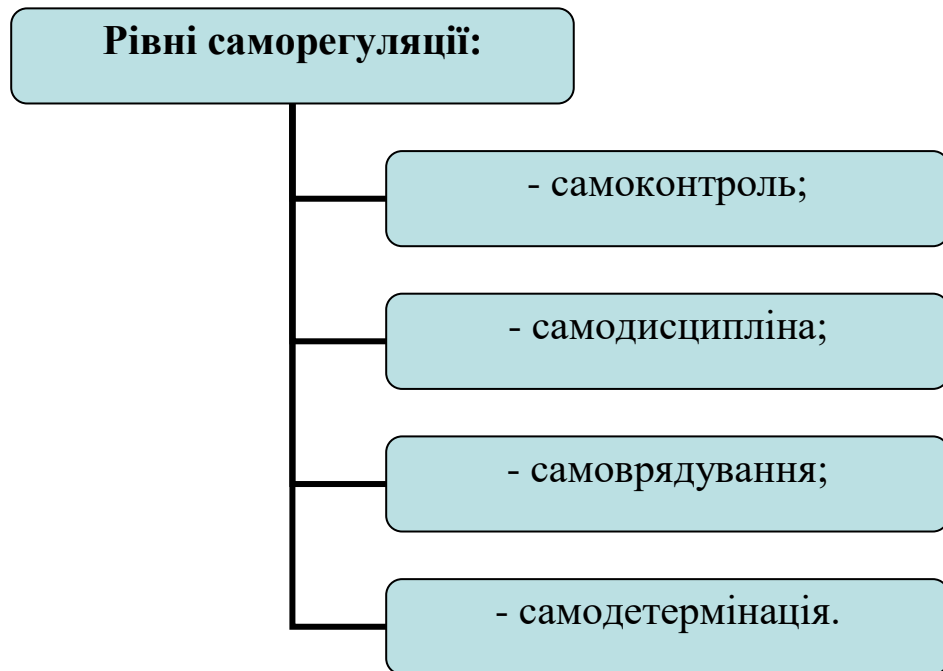 Рівні саморегуляції:
- самоконтроль;
- самодисципліна;
- самоврядування;
- самодетермінація.